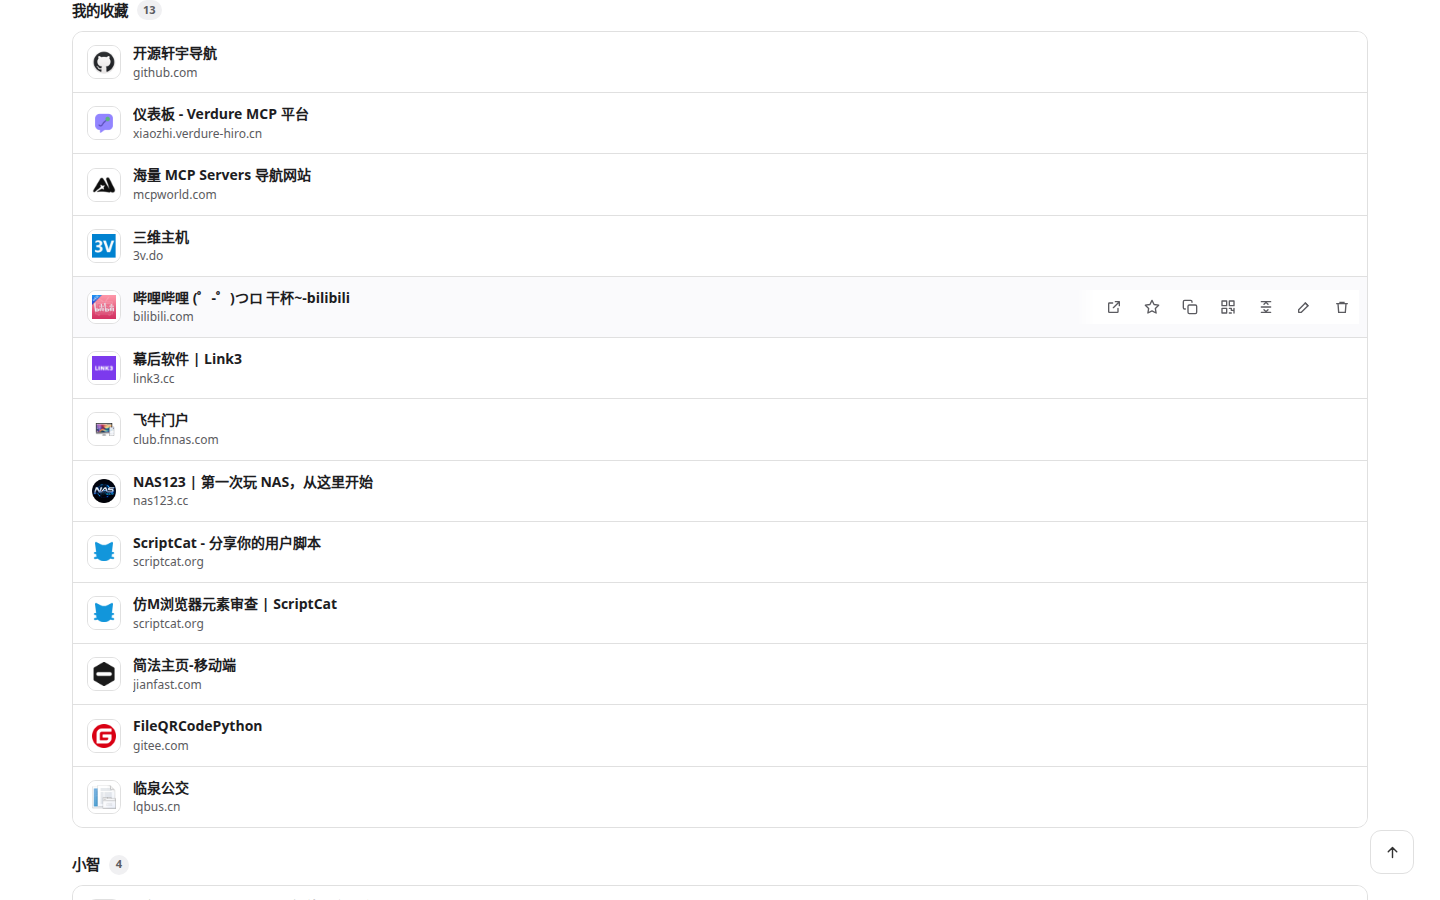 我的收藏 13
开源轩宇导航
github.com
仪表板 - Verdure MCP 平台
xiaozhi.verdure-hiro.cn
海量 MCP Servers 导航网站
mcpworld.com
3V
三维主机
3v.do
哔哩哔哩 (゜-゜)つロ 干杯~-bilibili
bilibili.com
LINK3
幕后软件 | Link3
link3.cc
飞牛门户
club.fnnas.com
NAS
NAS123 | 第一次玩 NAS，从这里开始
nas123.cc
ScriptCat - 分享你的用户脚本
scriptcat.org
仿M浏览器元素审查 | ScriptCat
scriptcat.org
简法主页-移动端
jianfast.com
FileQRCodePython
gitee.com
临泉公交
lqbus.cn
小智 4